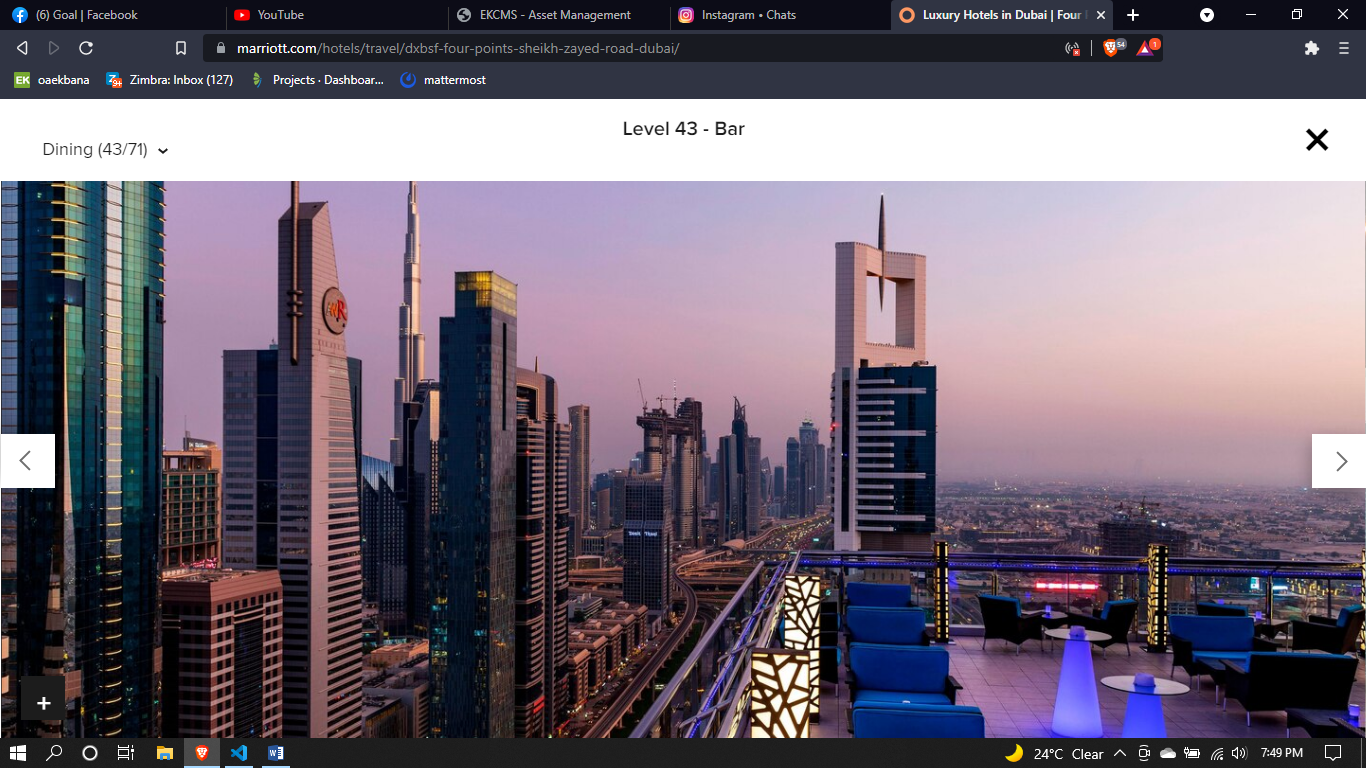 (6) Goal | Facebook
YouTube
EKCMS - Asset Management
Instagram • Chats
Luxury Hotels in Dubai | Four
marriott.com/hotels/travel/dxbsf-four-points-sheikh-zayed-road-dubai/
54
1
EK oaekbana
Z 9+ Zimbra: Inbox (127)
Projects · Dashboar...
mattermost
Level 43 - Bar
Dining (43/71)
24°C Clear
7:49 PM